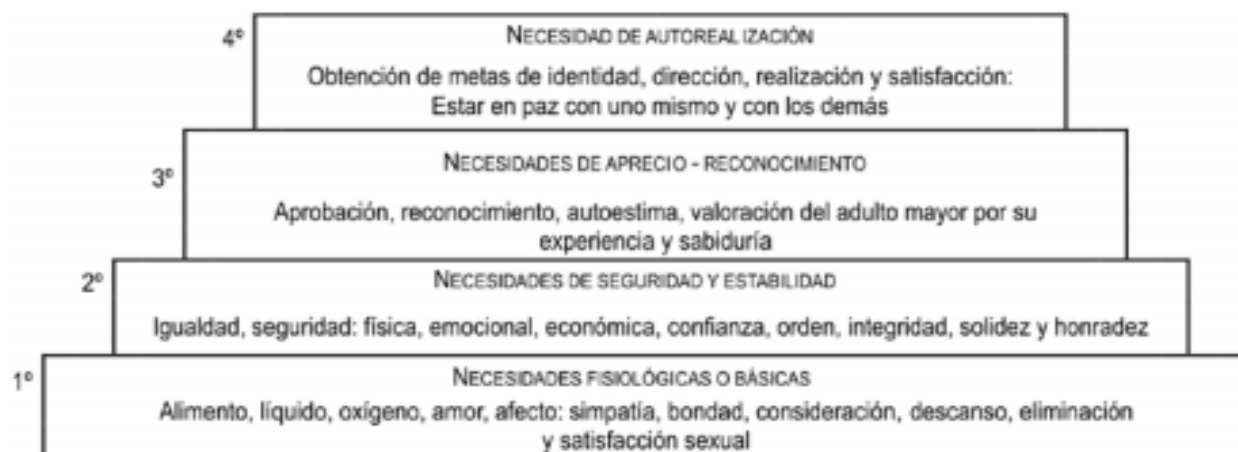 4º
NECESIDAD DE AUTOREALIZACIÓN
Obtención de metas de identidad, dirección, realización y satisfacción:
Estar en paz con uno mismo y con los demás
3º
NECESIDADES DE APRECIO - RECONOCIMIENTO
Aprobación, reconocimiento, autoestima, valoración del adulto mayor por su
experiencia y sabiduría
2º
NECESIDADES DE SEGURIDAD Y ESTABILIDAD
Igualdad, seguridad: física, emocional, económica, confianza, orden, integridad, solidez y honradez
1º
NECESIDADES FISIOLÓGICAS O BÁSICAS
Alimento, líquido, oxígeno, amor, afecto: simpatía, bondad, consideración, descanso, eliminación
y satisfacción sexual